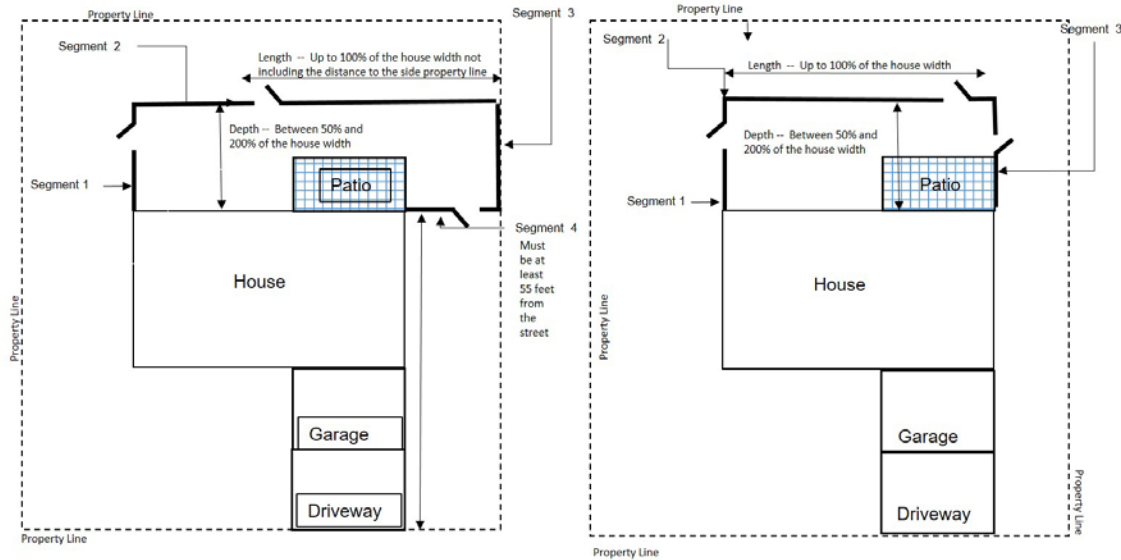 Property Line
Segment 3
Segment 2
Length -- Up to 100% of the house width not
including the distance to the side property
line
Depth -- Between 50% and
200% of the house width
Segment 1
Patio
Segment 4
Must
be at
least
55 feet
from
the
street
House
Property Line
Garage
Driveway
Property Line
Property Line
Segment 3
Segment 2
Length -- Up to 100% of the house width
Depth -- Between 50% and
200% of the house width
Segment 1
Patio
House
Property Line
Property Line
Garage
Driveway
Property Line
Property Line